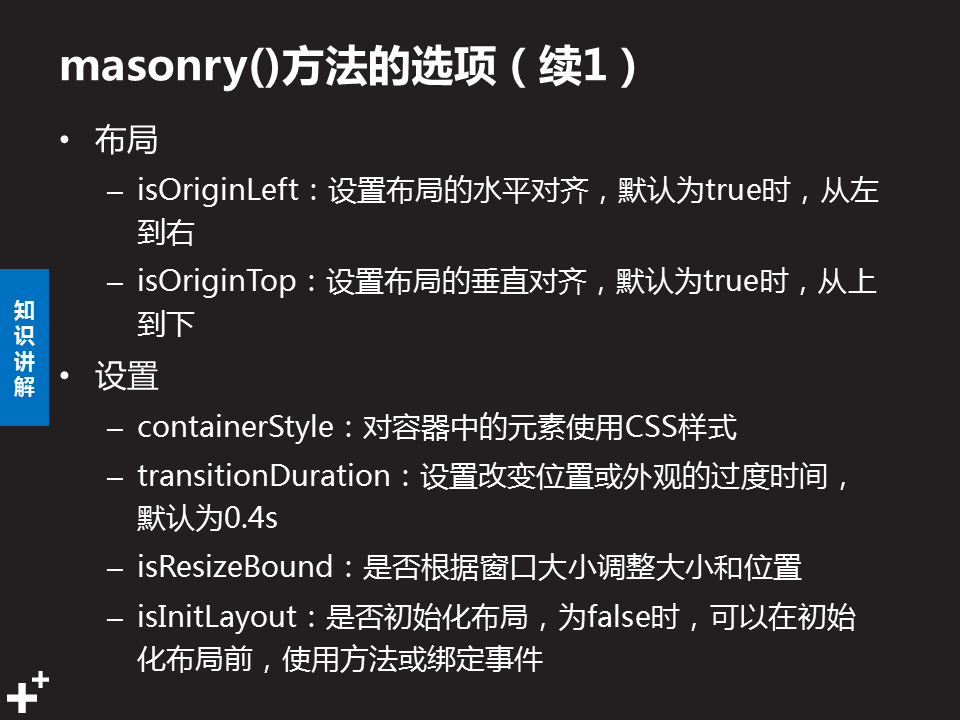 masonry()方法的选项（续1）
• 布局
– isOriginLeft：设置布局的水平对齐，默认为true时，从左
到右
– isOriginTop：设置布局的垂直对齐，默认为true时，从上
到下
知
识
讲
解
• 设置
– containerStyle：对容器中的元素使用CSS样式
– transitionDuration：设置改变位置或外观的过度时间，
默认为0.4s
– isResizeBound：是否根据窗口大小调整大小和位置
– isInitLayout：是否初始化布局，为false时，可以在初始
化布局前，使用方法或绑定事件